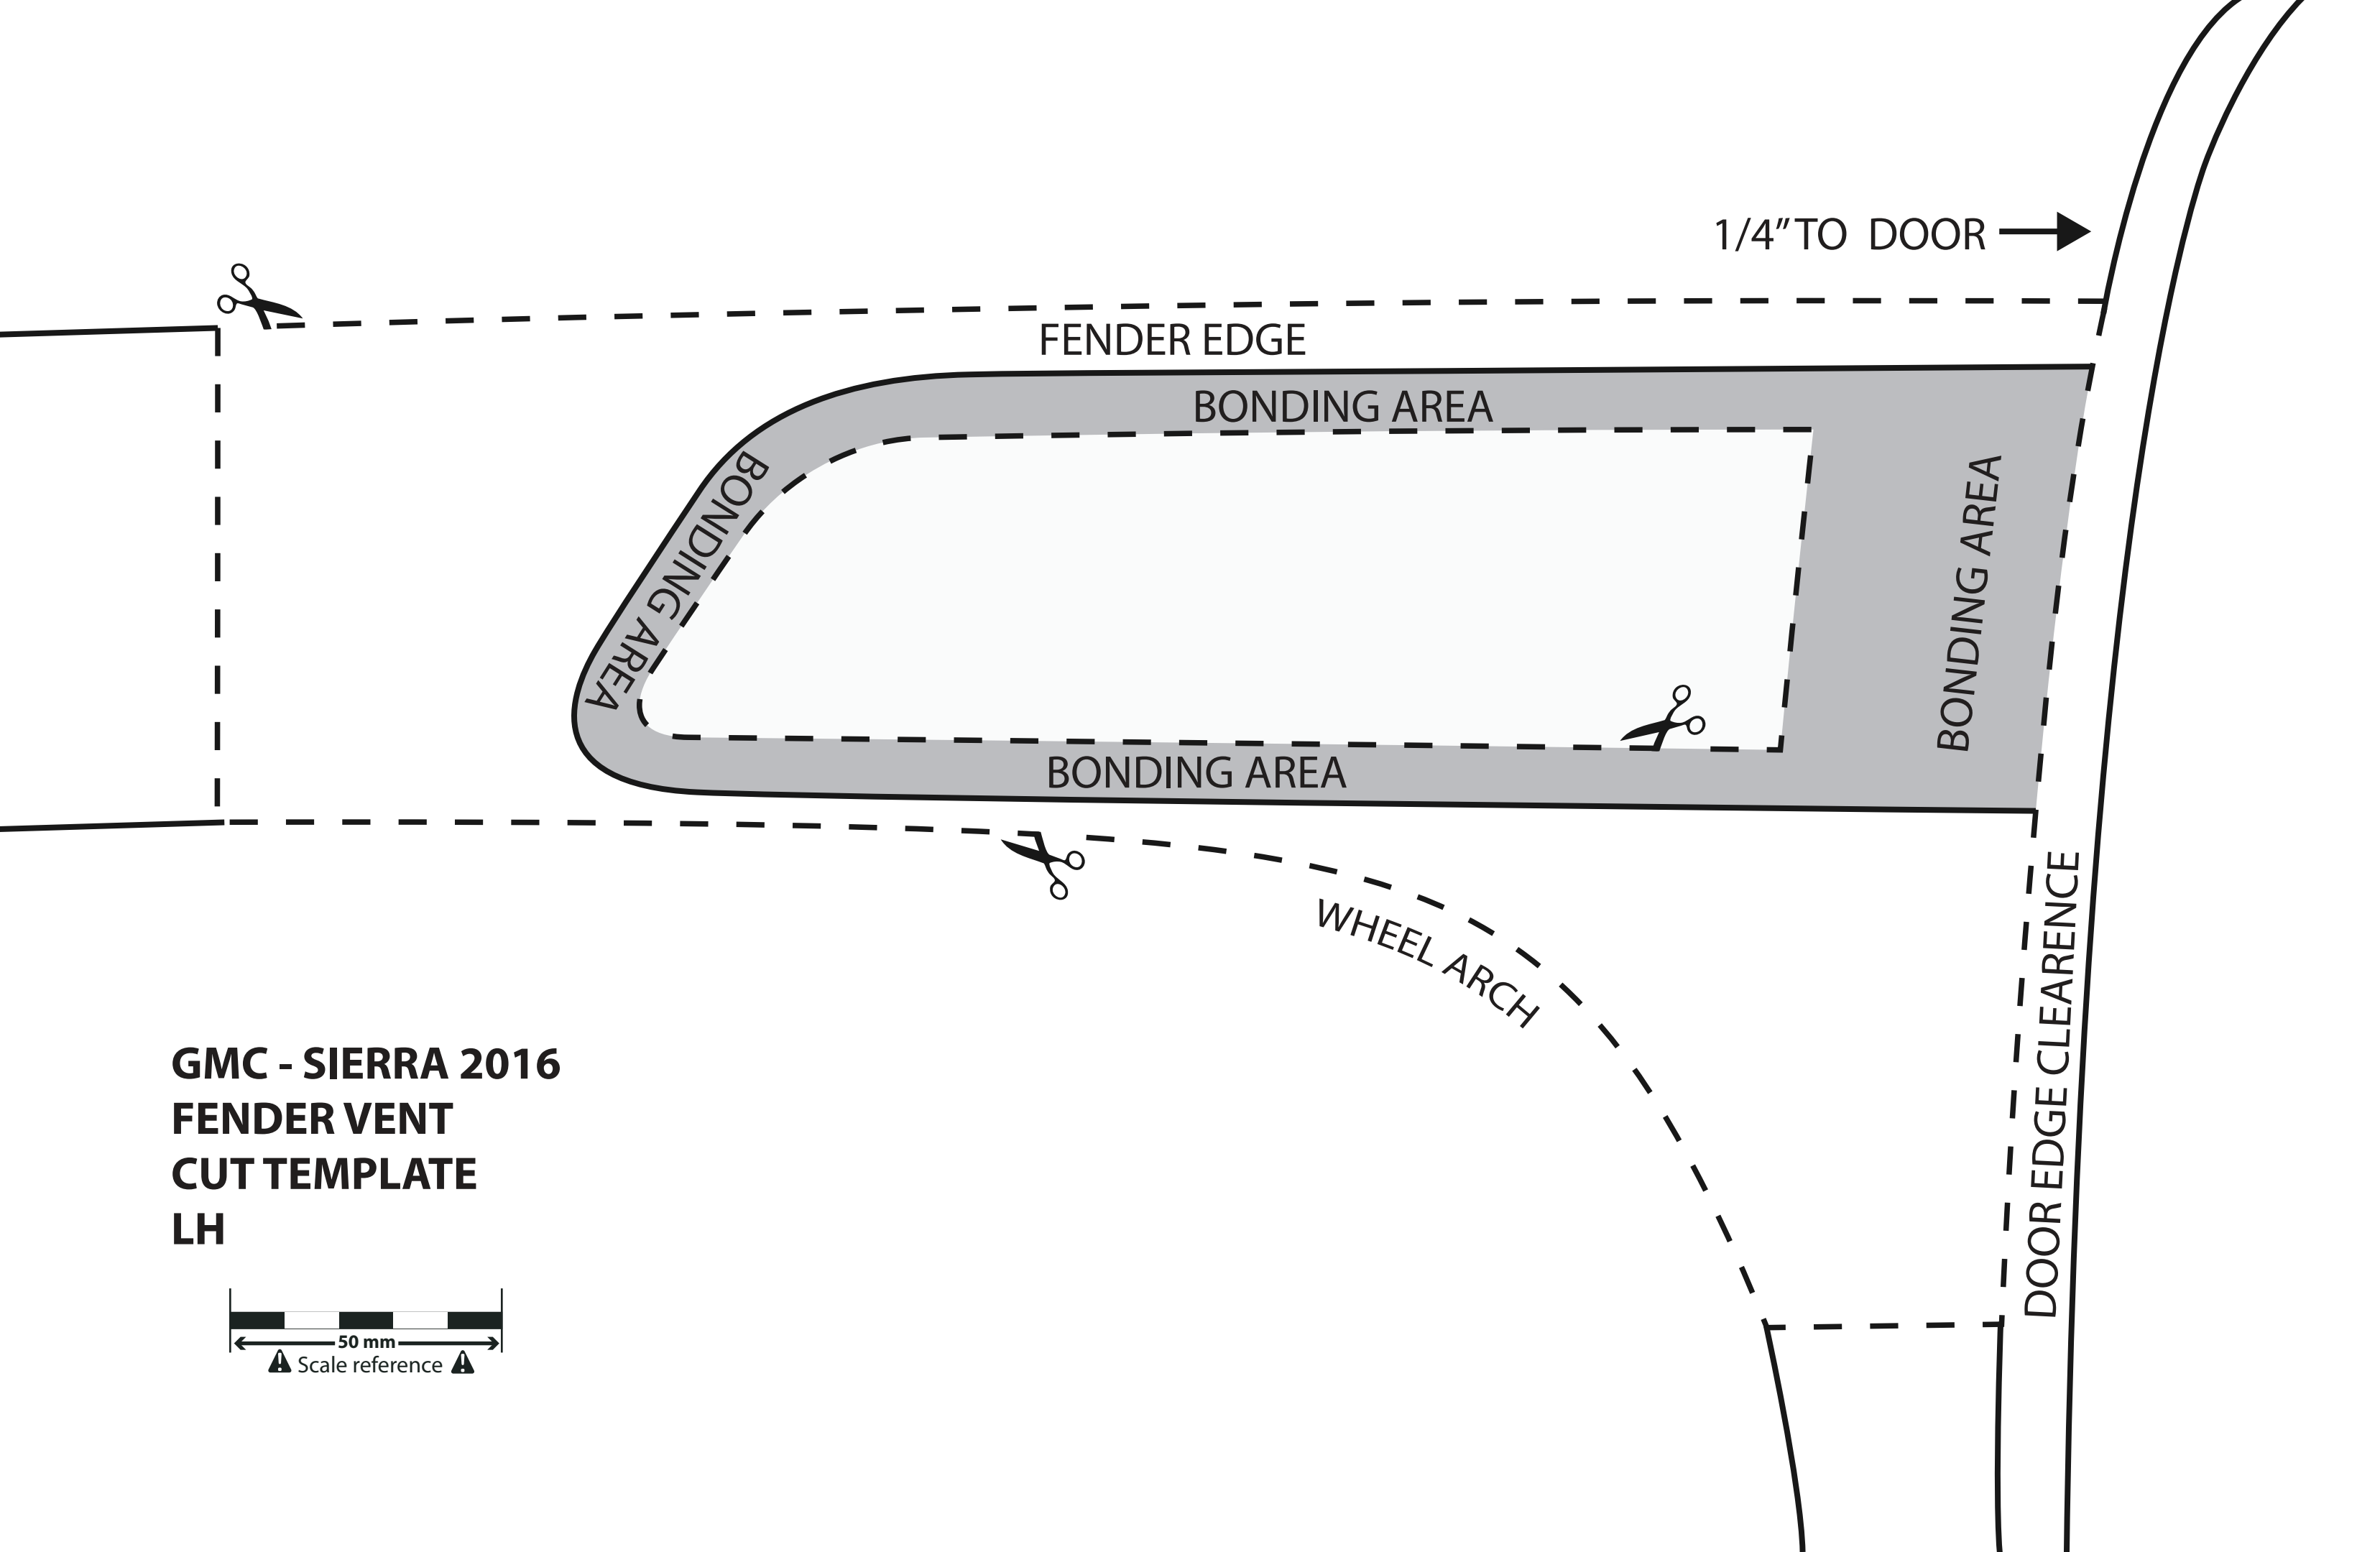 1/4” TO DOOR
FENDER EDGE
BONDING AREA
BONDING AREA
BONDING AREA
BONDING AREA
WHEEL ARCH
DOOR EDGE CLEARENCE
GMC - SIERRA 2016
FENDER VENT
CUT TEMPLATE
LH
50 mm
Scale reference